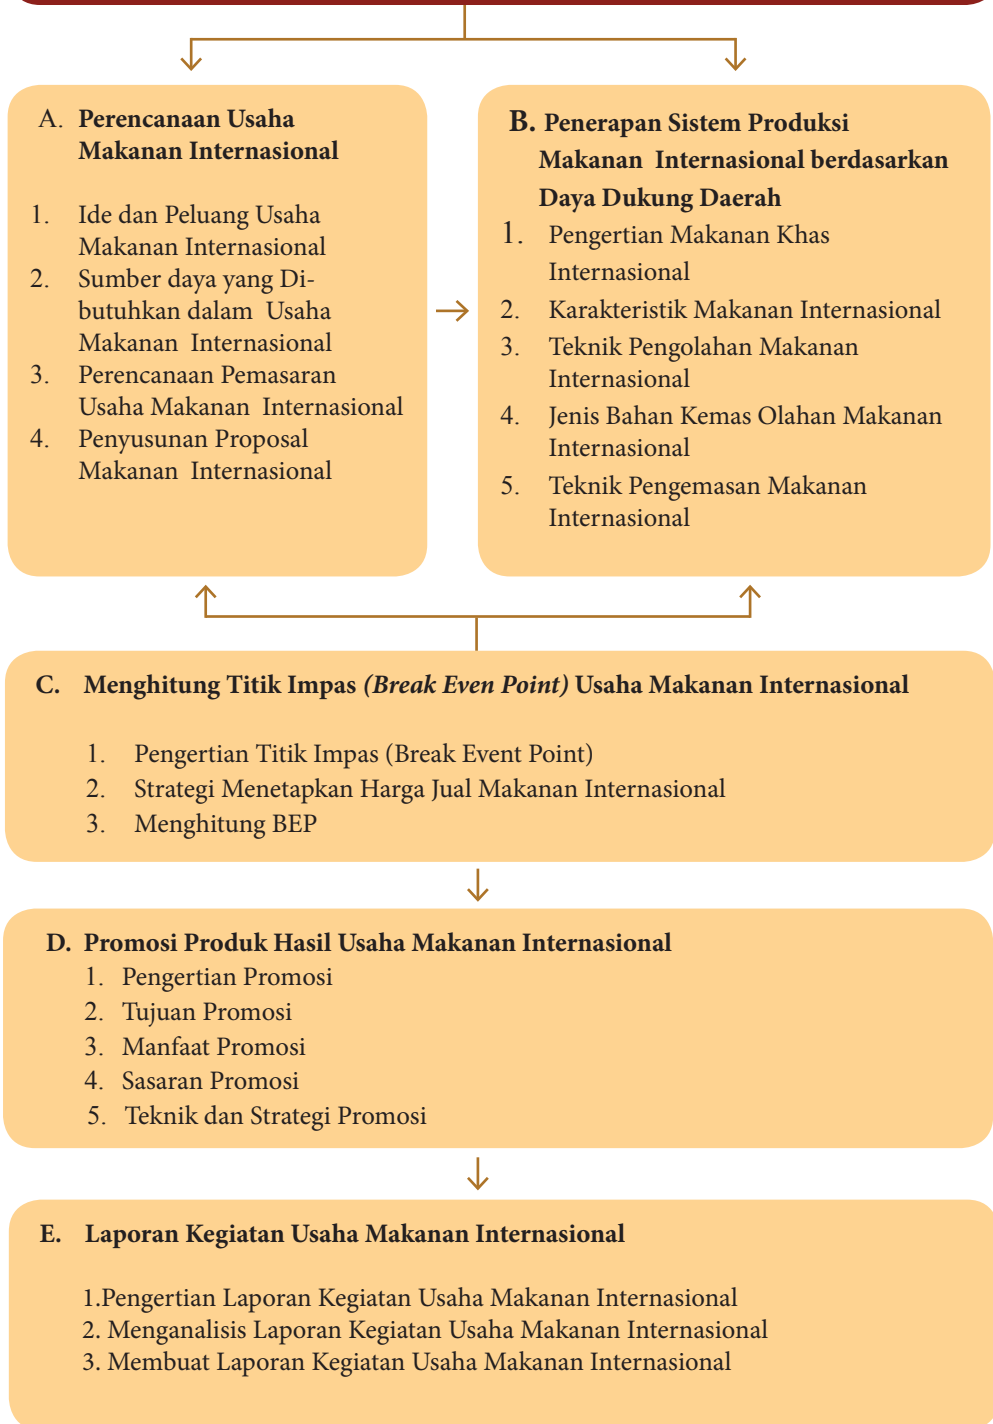 A. Perencanaan Usaha
Makanan Internasional
1. Ide dan Peluang Usaha
Makanan Internasional
2. Sumber daya yang Di-
butuhkan dalam Usaha
Makanan Internasional
3. Perencanaan Pemasaran
Usaha Makanan Internasional
4. Penyusunan Proposal
Makanan Internasional
B. Penerapan Sistem Produksi
Makanan Internasional berdasarkan
Daya Dukung Daerah
1. Pengertian Makanan Khas
Internasional
2. Karakteristik Makanan Internasional
3. Teknik Pengolahan Makanan
Internasional
4. Jenis Bahan Kemas Olahan Makanan
Internasional
5. Teknik Pengemasan Makanan
Internasional
C. Menghitung Titik Impas (Break Even Point) Usaha Makanan Internasional
1. Pengertian Titik Impas (Break Event Point)
2. Strategi Menetapkan Harga Jual Makanan Internasional
3. Menghitung BEP
D. Promosi Produk Hasil Usaha Makanan Internasional
1. Pengertian Promosi
2. Tujuan Promosi
3. Manfaat Promosi
4. Sasaran Promosi
5. Teknik dan Strategi Promosi
E. Laporan Kegiatan Usaha Makanan Internasional
1.Pengertian Laporan Kegiatan Usaha Makanan Internasional
2. Menganalisis Laporan Kegiatan Usaha Makanan Internasional
3. Membuat Laporan Kegiatan Usaha Makanan Internasional